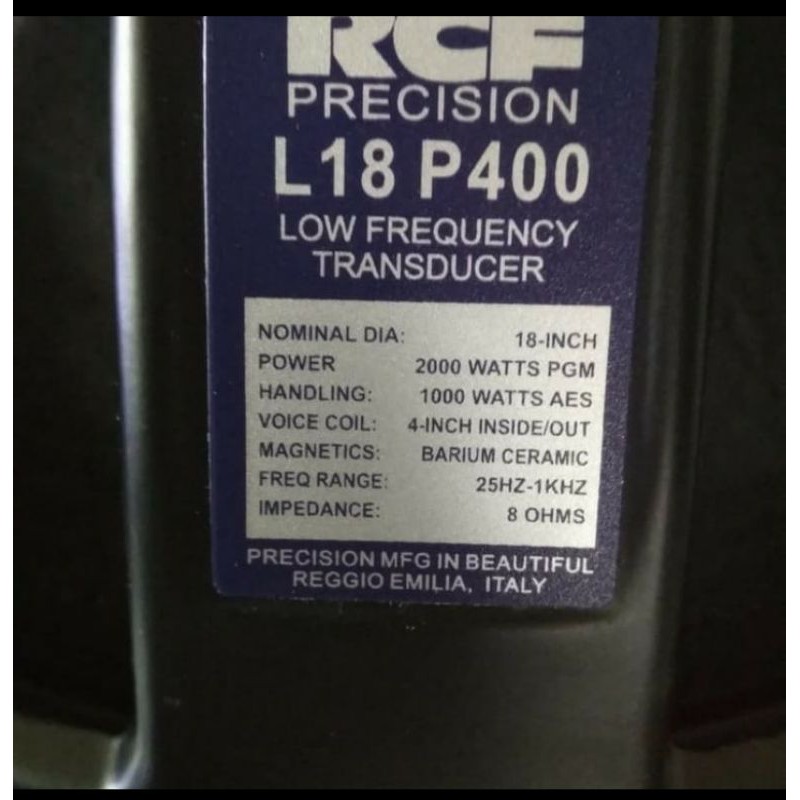 RCF
PRECISION
L18 P400
LOW FREQUENCY
TRANSDUCER
NOMINAL DIA: 18-INCH
POWER 2000 WATTS PGM
HANDLING: 1000 WATTS AES
VOICE COIL: 4-INCH INSIDE/OUT
MAGNETICS: BARIUM CERAMIC
FREQ RANGE: 25HZ-1KHZ
IMPEDANCE: 8 OHMS
PRECISION MFG IN BEAUTIFUL
REGGIO EMILIA, ITALY